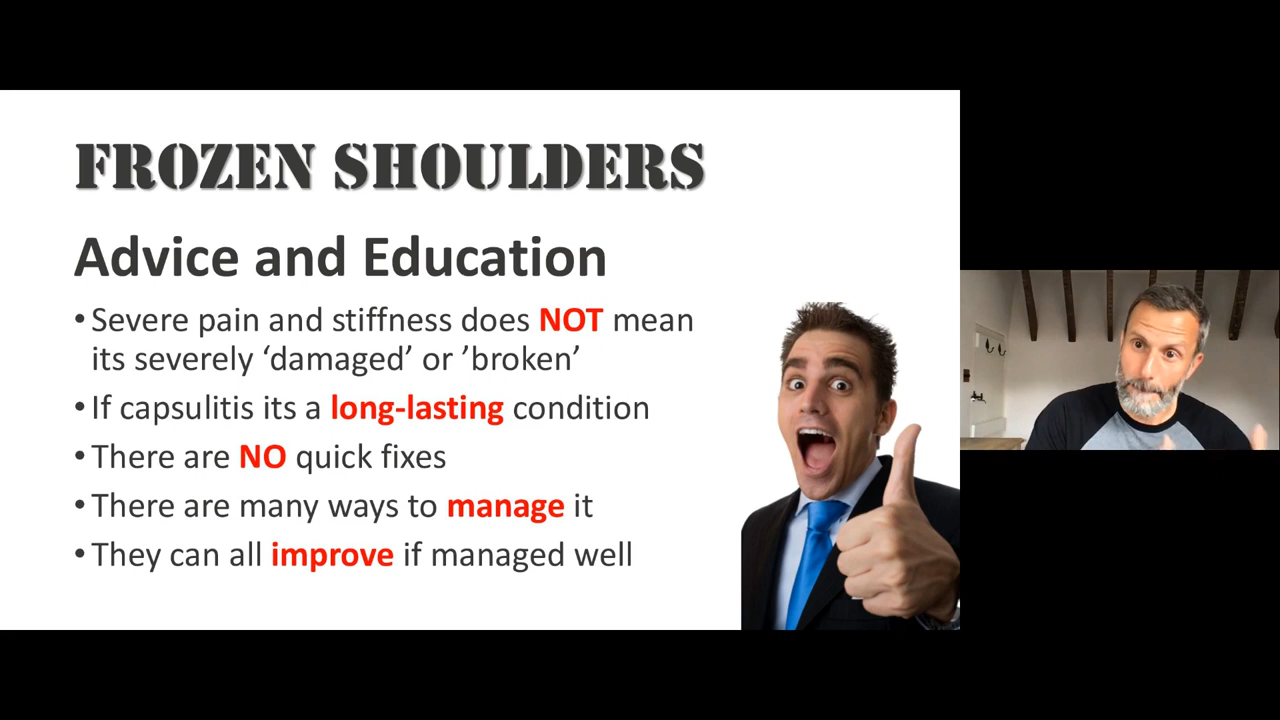 FROZEN SHOULDERS
Advice and Education
•Severe pain and stiffness does NOT mean
its severely ‘damaged’ or ’broken’
•If capsulitis its a long-lasting condition
•There are NO quick fixes
•There are many ways to manage it
•They can all improve if managed well